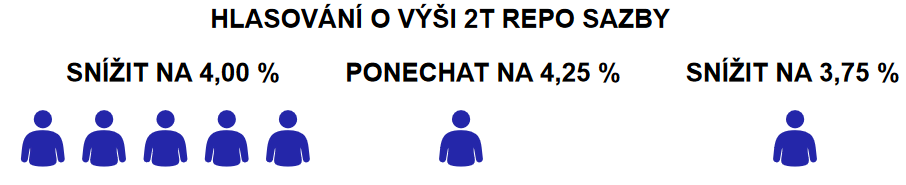 HLASOVÁNÍ O VÝŠI 2T REPO SAZBY
SNÍŽIT NA 4,00 % PONECHAT NA 4,25 % SNÍŽIT NA 3,75 %